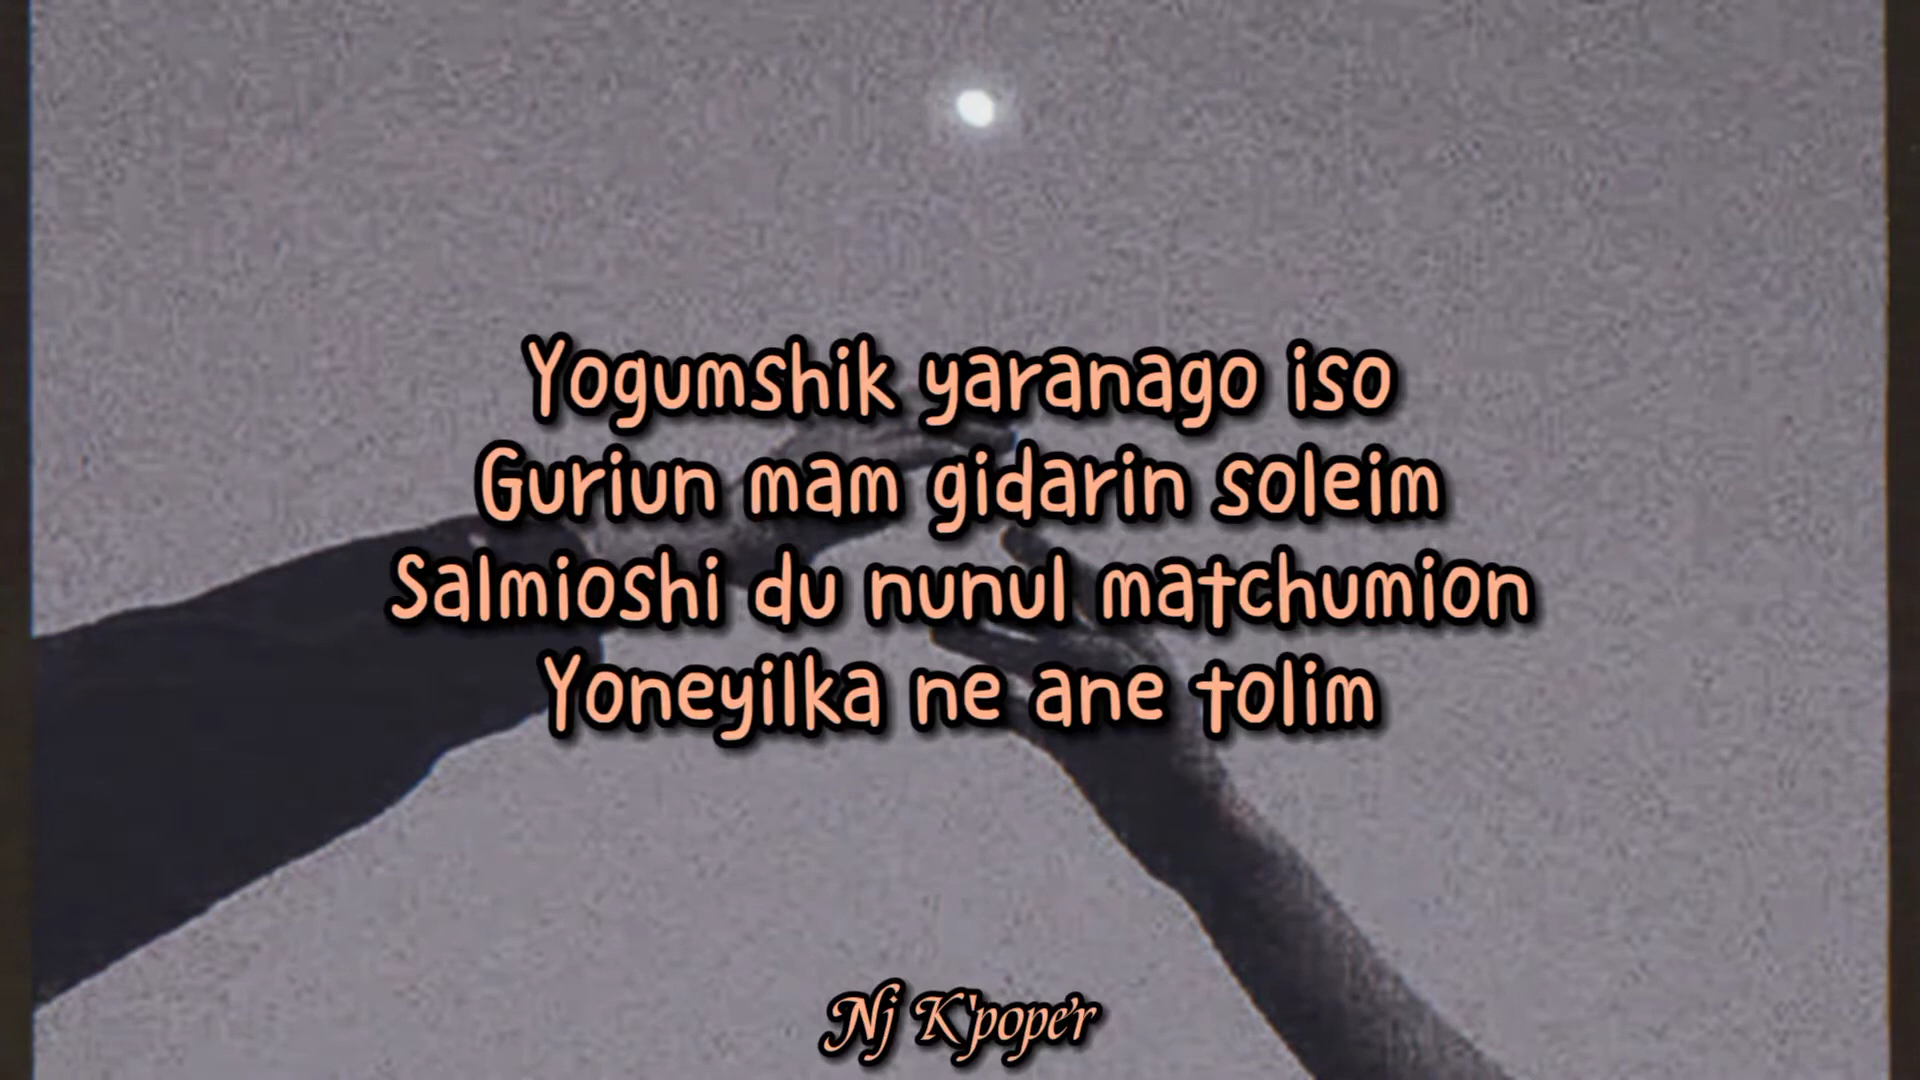 Yogumshik yaranago iso
Guriun mam gidarin soleim
Salmioshi du nunul matchumion
Yoneyilka ne ane tolim
Nj K'pope'r